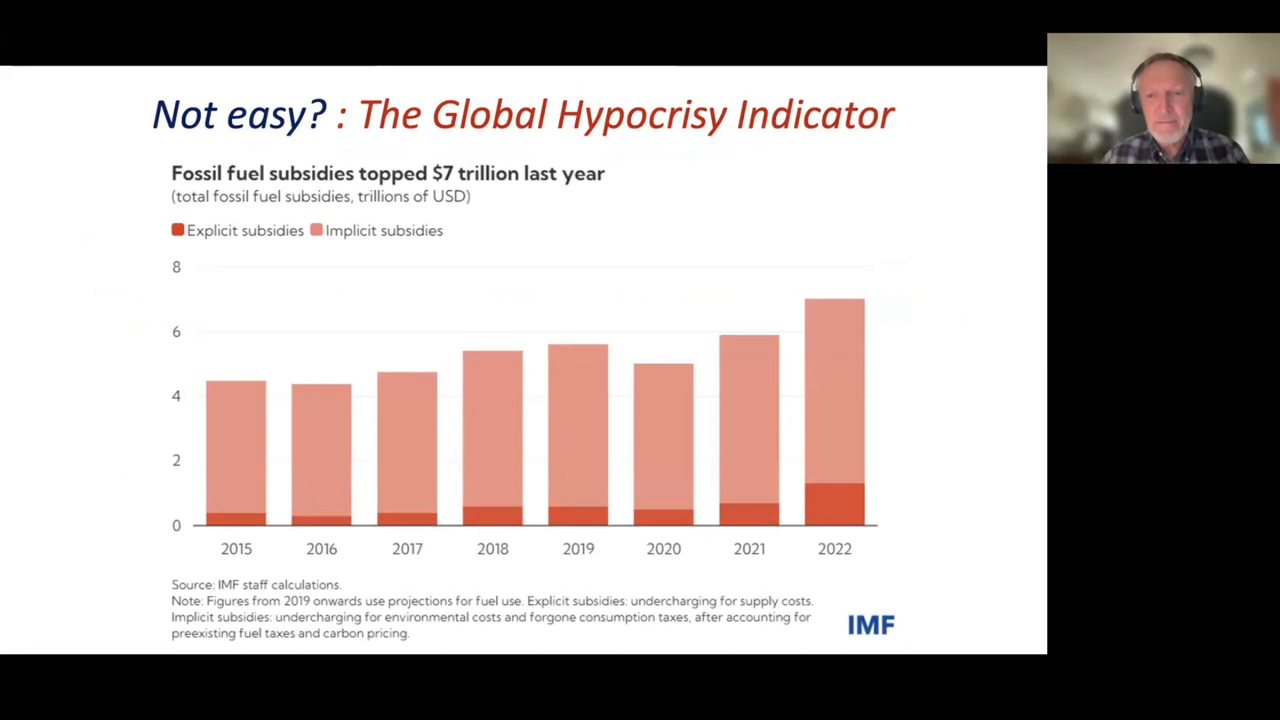 Not easy? : The Global Hypocrisy Indicator
Fossil fuel subsidies topped $7 trillion last year
(total fossil fuel subsidies, trillions of USD)
Explicit subsidies Implicit subsidies
8
6
4
2
0
2015 2016 2017 2018 2019 2020 2021 2022
Source: IMF staff calculations.
Note: Figures from 2019 onwards use projections for fuel use. Explicit subsidies: undercharging for supply costs.
Implicit subsidies: undercharging for environmental costs and forgone consumption taxes, after accounting for
preexisting fuel taxes and carbon pricing.
IMF